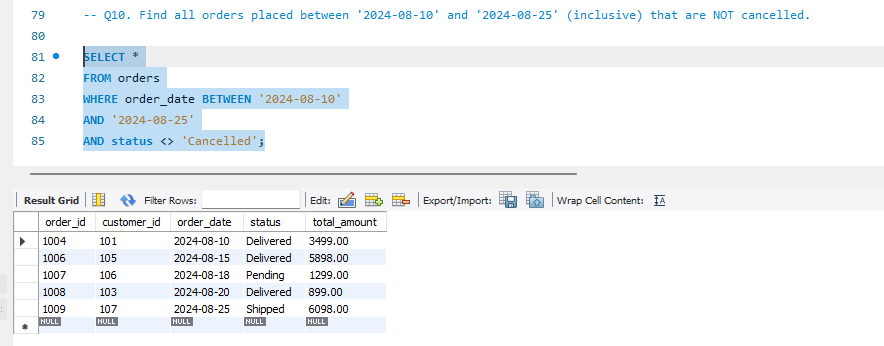 79 -- Q10. Find all orders placed between '2024-08-10' and '2024-08-25' (inclusive) that are NOT cancelled.
80
81 SELECT *
82 FROM orders
83 WHERE order_date BETWEEN '2024-08-10'
84 AND '2024-08-25'
85 AND status <> 'Cancelled';
Result Grid Filter Rows: Edit: Export/Import: Wrap Cell Content: IA
order_id customer_id order_date status total_amount
1004 101 2024-08-10 Delivered 3499.00
1006 105 2024-08-15 Delivered 5898.00
1007 106 2024-08-18 Pending 1299.00
1008 103 2024-08-20 Delivered 899.00
1009 107 2024-08-25 Shipped 6098.00
NULL NULL NULL NULL NULL